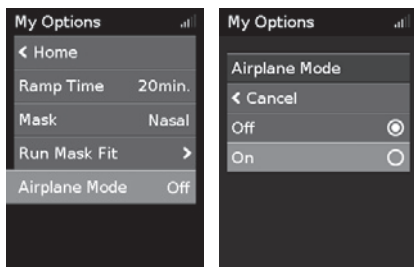 My Options
< Home
Ramp Time 20min.
Mask Nasal
Run Mask Fit >
Airplane Mode Off
My Options
Airplane Mode
< Cancel
Off
On